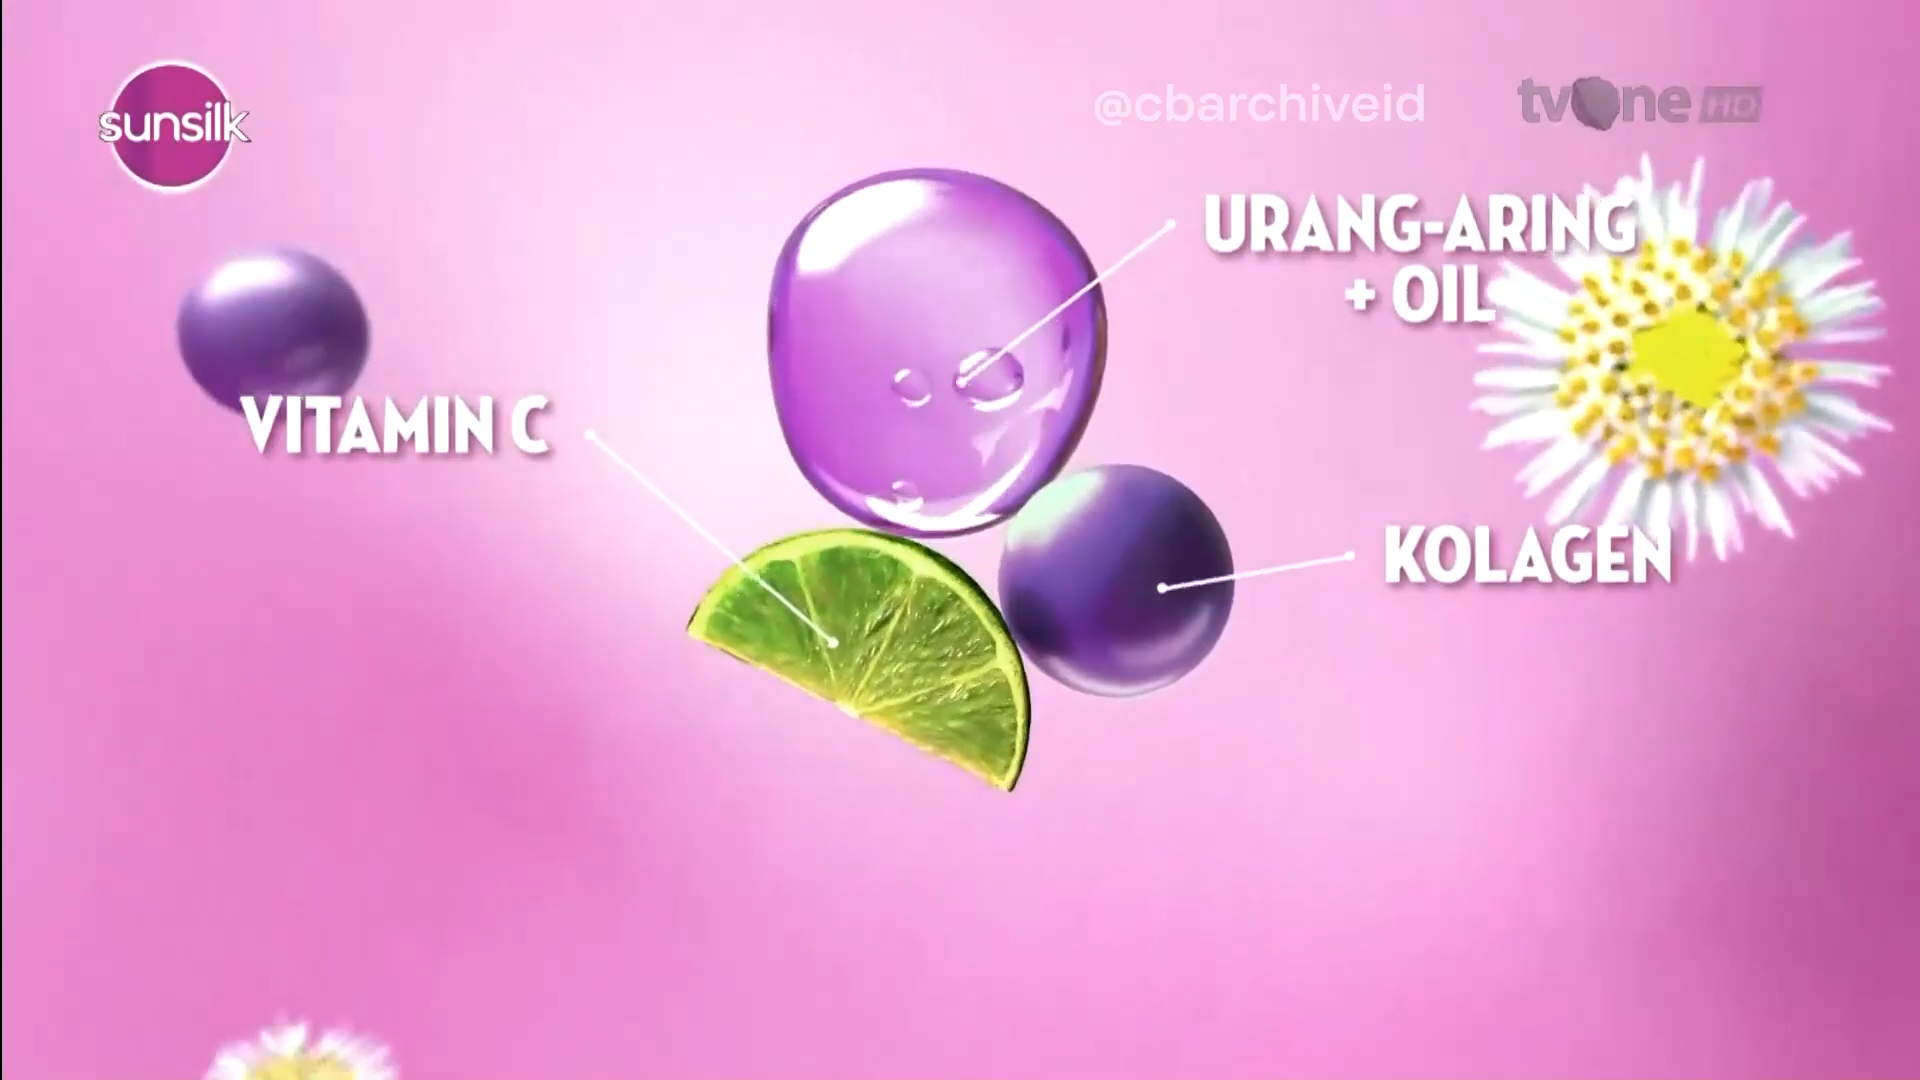 sunsilk
@cbarchiveid
tvOne HD
URANG-ARING
+ OIL
VITAMIN C
KOLAGEN